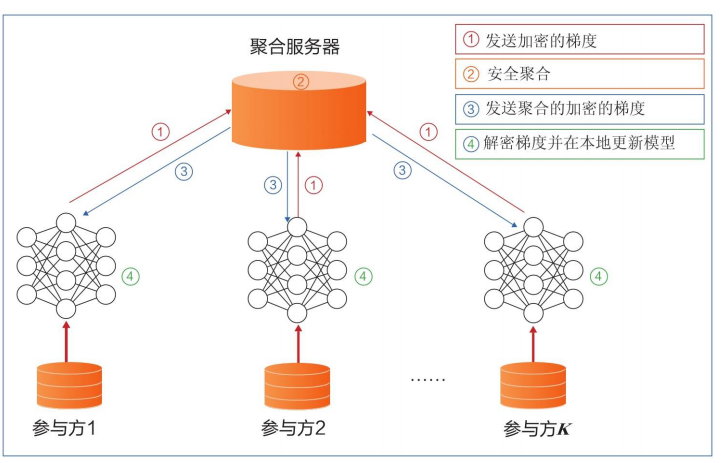 聚合服务器
①发送加密的梯度
②安全聚合
③发送聚合的加密的梯度
④解密梯度并在本地更新模型
②
① ③ ③ ① ③ ①
④ ④ ④
……
参与方1 参与方2 参与方K